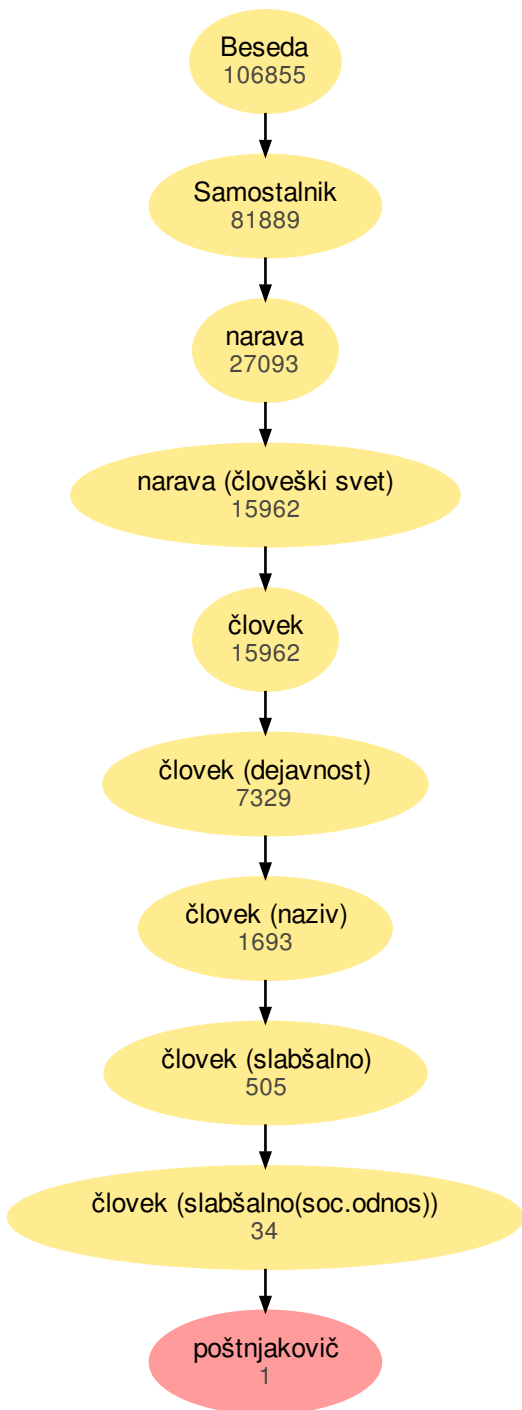 Beseda
106855
Samostalnik
81889
narava
27093
narava (človeški svet)
15962
človek
15962
človek (dejavnost)
7329
človek (naziv)
1693
človek (slabšalno)
505
človek (slabšalno(soc.odnos))
34
poštnjakovič
1